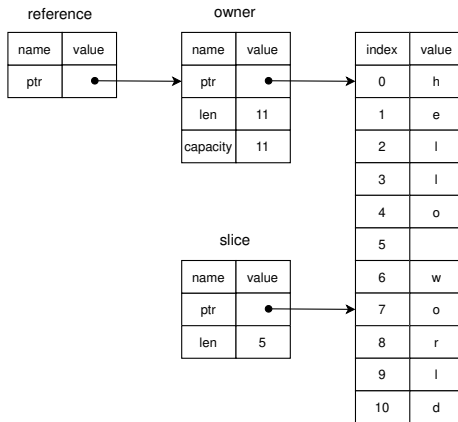 reference
name value
ptr
owner
name value
ptr
len 11
capacity 11
slice
name value
ptr
len 5
index value
0 h
1 e
2 l
3 l
4 o
5
6 w
7 o
8 r
9 l
10 d